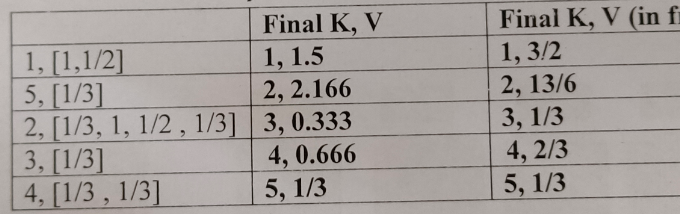 Final K, V Final K, V (in
1, [1,1/2] 1, 1.5 1, 3/2
5, [1/3] 2, 2.166 2, 13/6
2, [1/3, 1, 1/2 , 1/3] 3, 0.333 3, 1/3
3, [1/3] 4, 0.666 4, 2/3
4, [1/3 , 1/3] 5, 1/3 5, 1/3